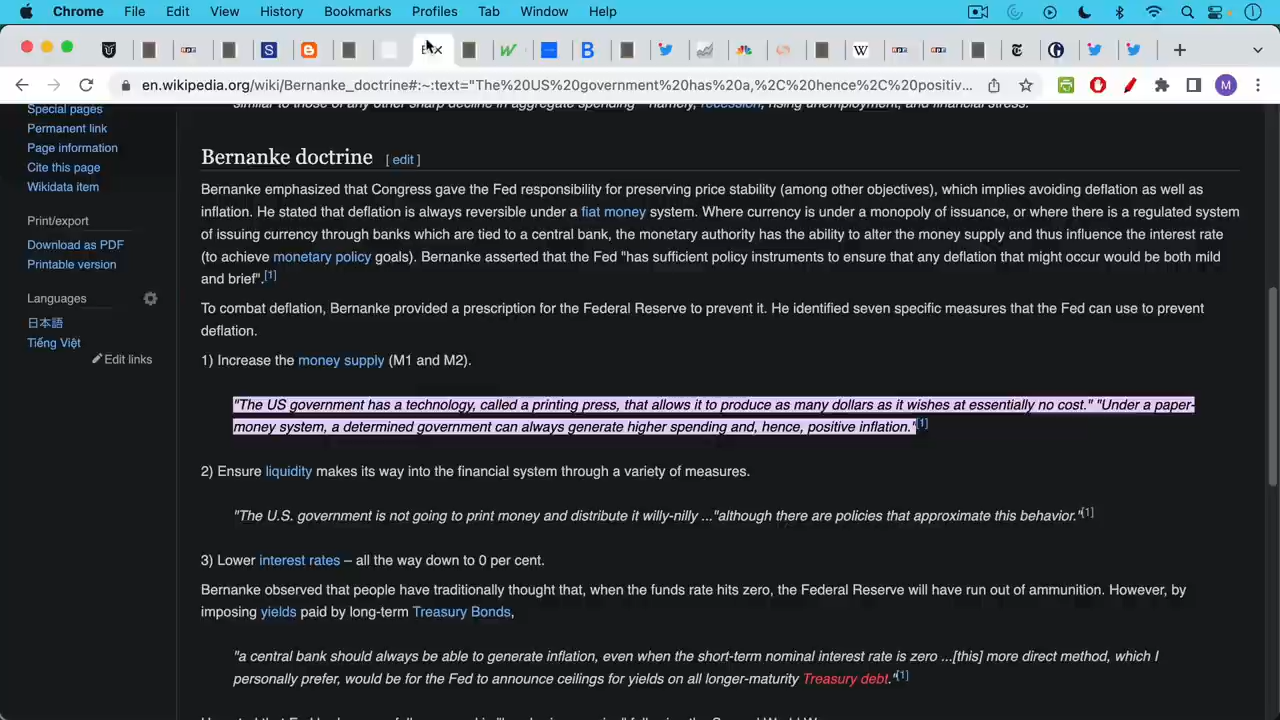 Chrome File Edit View History Bookmarks Profiles Tab Window Help
en.wikipedia.org/wiki/Bernanke_doctrine#:~:text="The%20US%20government%20has%20a,%2C%20hence%2C%20positiv...
M
Special pages
Permanent link
Page information
Cite this page
Wikidata item
Print/export
Download as PDF
Printable version
Languages
日本語
Tiếng Việt
Edit links
similar to those of any other sharp decline in aggregate spending—namely, recession, rising unemployment, and financial stress.
Bernanke doctrine [ edit ]
Bernanke emphasized that Congress gave the Fed responsibility for preserving price stability (among other objectives), which implies avoiding deflation as well as
inflation. He stated that deflation is always reversible under a fiat money system. Where currency is under a monopoly of issuance, or where there is a regulated system
of issuing currency through banks which are tied to a central bank, the monetary authority has the ability to alter the money supply and thus influence the interest rate
(to achieve monetary policy goals). Bernanke asserted that the Fed "has sufficient policy instruments to ensure that any deflation that might occur would be both mild
and brief".[1]
To combat deflation, Bernanke provided a prescription for the Federal Reserve to prevent it. He identified seven specific measures that the Fed can use to prevent
deflation.
1) Increase the money supply (M1 and M2).
"The US government has a technology, called a printing press, that allows it to produce as many dollars as it wishes at essentially no cost." "Under a paper-
money system, a determined government can always generate higher spending and, hence, positive inflation."[1]
2) Ensure liquidity makes its way into the financial system through a variety of measures.
"The U.S. government is not going to print money and distribute it willy-nilly ..."although there are policies that approximate this behavior."[1]
3) Lower interest rates – all the way down to 0 per cent.
Bernanke observed that people have traditionally thought that, when the funds rate hits zero, the Federal Reserve will have run out of ammunition. However, by
imposing yields paid by long-term Treasury Bonds,
"a central bank should always be able to generate inflation, even when the short-term nominal interest rate is zero ...[this] more direct method, which I
personally prefer, would be for the Fed to announce ceilings for yields on all longer-maturity Treasury debt."[1]